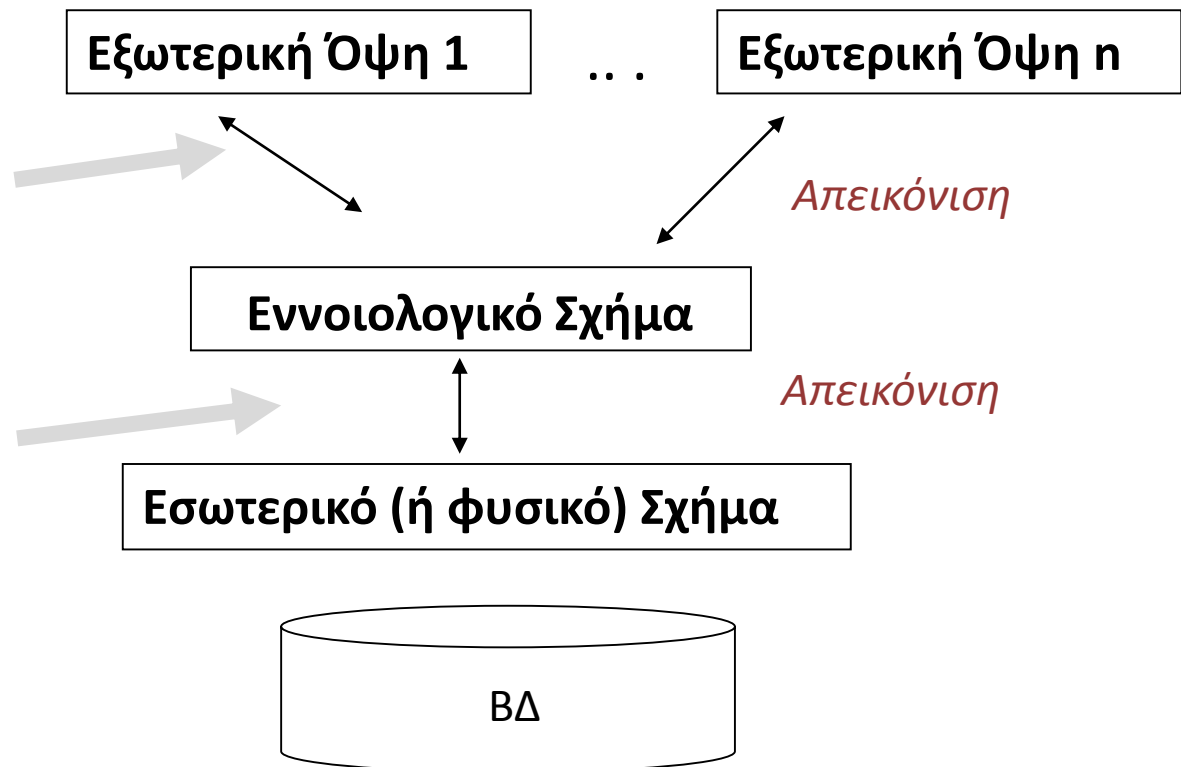 Εξωτερική Όψη 1 .. . Εξωτερική Όψη n
Απεικόνιση
Εννοιολογικό Σχήμα
Απεικόνιση
Εσωτερικό (ή φυσικό) Σχήμα
ΒΔ